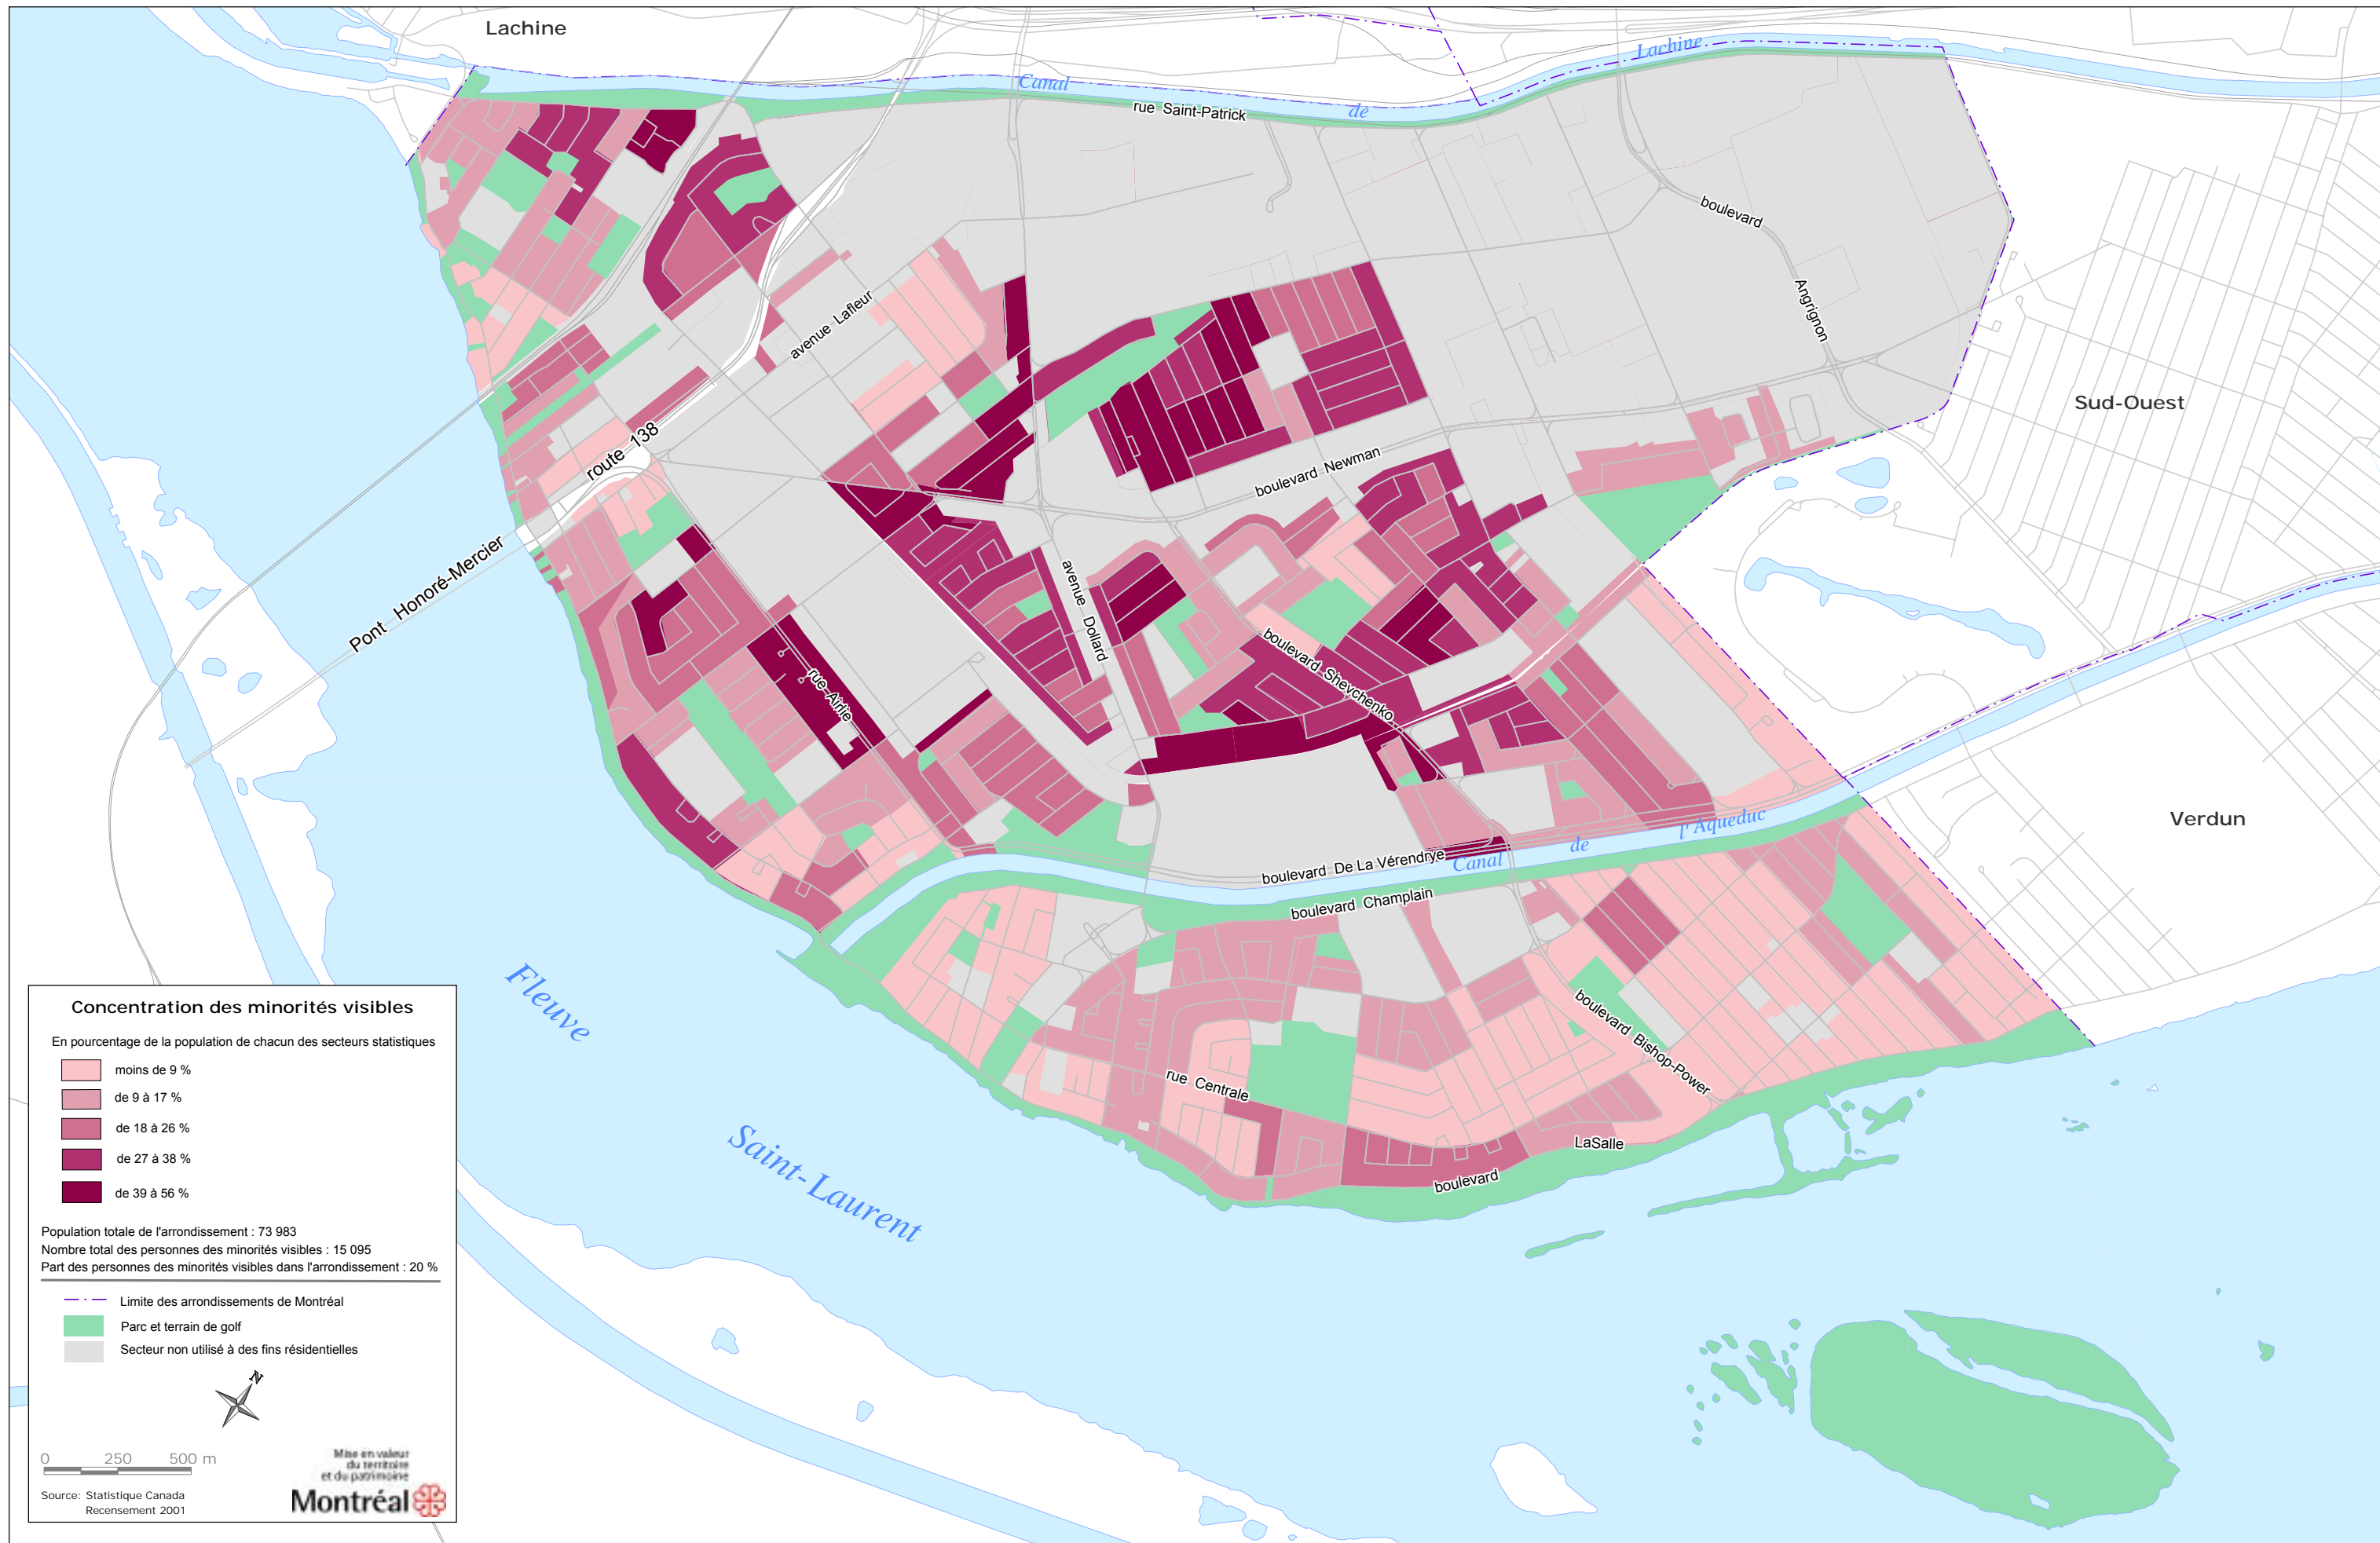 Lachine
Canal de Lachine
rue Saint-Patrick
boulevard Angrignon
avenue Lafleur
Sud-Ouest
route 138
boulevard Newman
Pont Honoré-Mercier
avenue Dollard
boulevard Shevchenko
rue Airlie
Verdun
Canal de l'Aqueduc
boulevard De La Vérendrye
boulevard Champlain
boulevard Bishop-Power
rue Centrale
boulevard LaSalle
Fleuve Saint-Laurent
Concentration des minorités visibles
En pourcentage de la population de chacun des secteurs statistiques
moins de 9 %
de 9 à 17 %
de 18 à 26 %
de 27 à 38 %
de 39 à 56 %
Population totale de l'arrondissement : 73 983
Nombre total des personnes des minorités visibles : 15 095
Part des personnes des minorités visibles dans l'arrondissement : 20 %
Limite des arrondissements de Montréal
Parc et terrain de golf
Secteur non utilisé à des fins résidentielles
N
0 250 500 m
Mise en valeur
du territoire
et du patrimoine
Montréal
Source: Statistique Canada
Recensement 2001